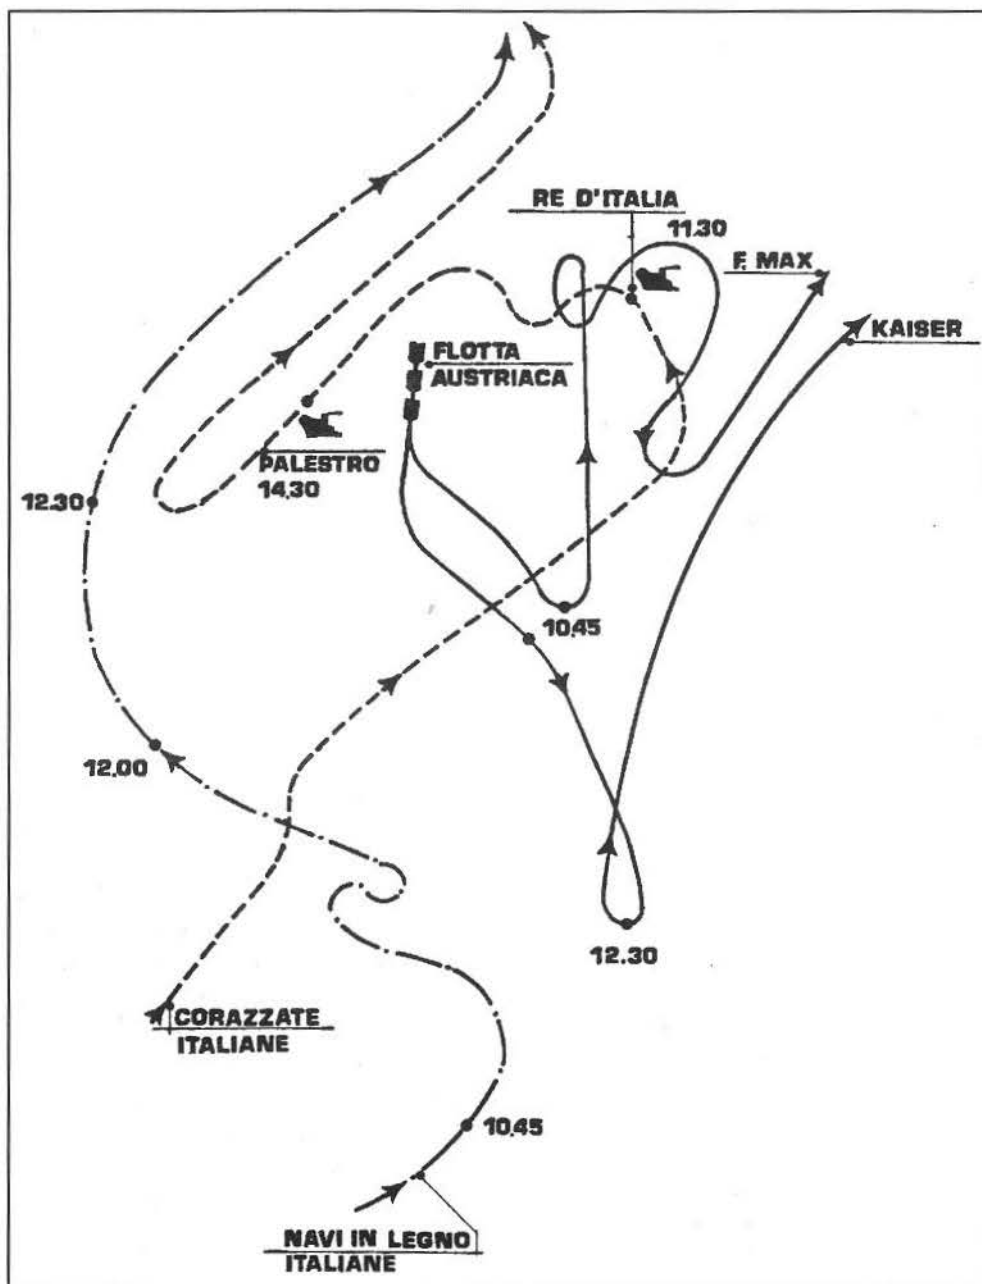 RE D'ITALIA
11.30
F. MAX
KAISER
FLOTTA
AUSTRIACA
PALESTRO
14.30
12.30
10.45
12.00
12.30
CORAZZATE
ITALIANE
10.45
NAVI IN LEGNO
ITALIANE